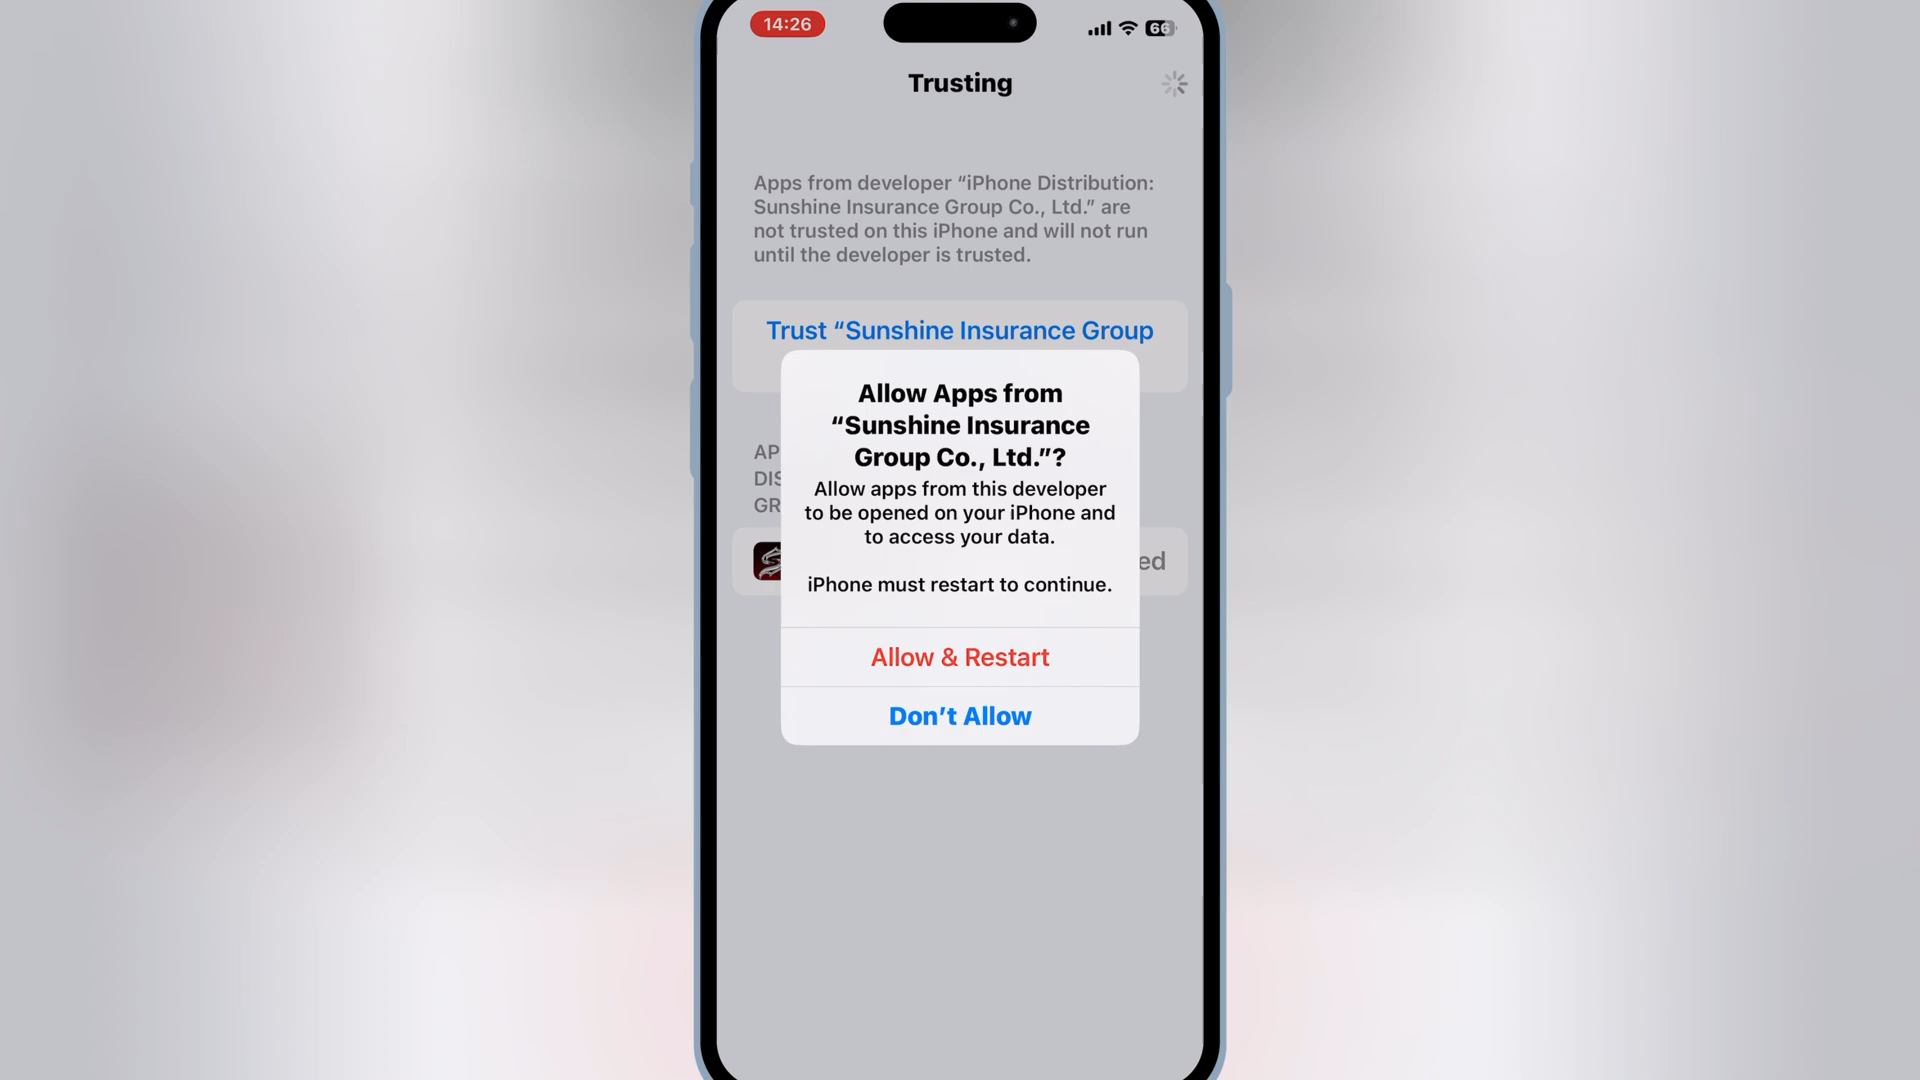 14:26
66
Trusting
Apps from developer “iPhone Distribution:
Sunshine Insurance Group Co., Ltd.” are
not trusted on this iPhone and will not run
until the developer is trusted.
Trust “Sunshine Insurance Group
Allow Apps from
“Sunshine Insurance
Group Co., Ltd.”?
Allow apps from this developer
to be opened on your iPhone and
to access your data.
iPhone must restart to continue.
Allow & Restart
Don’t Allow